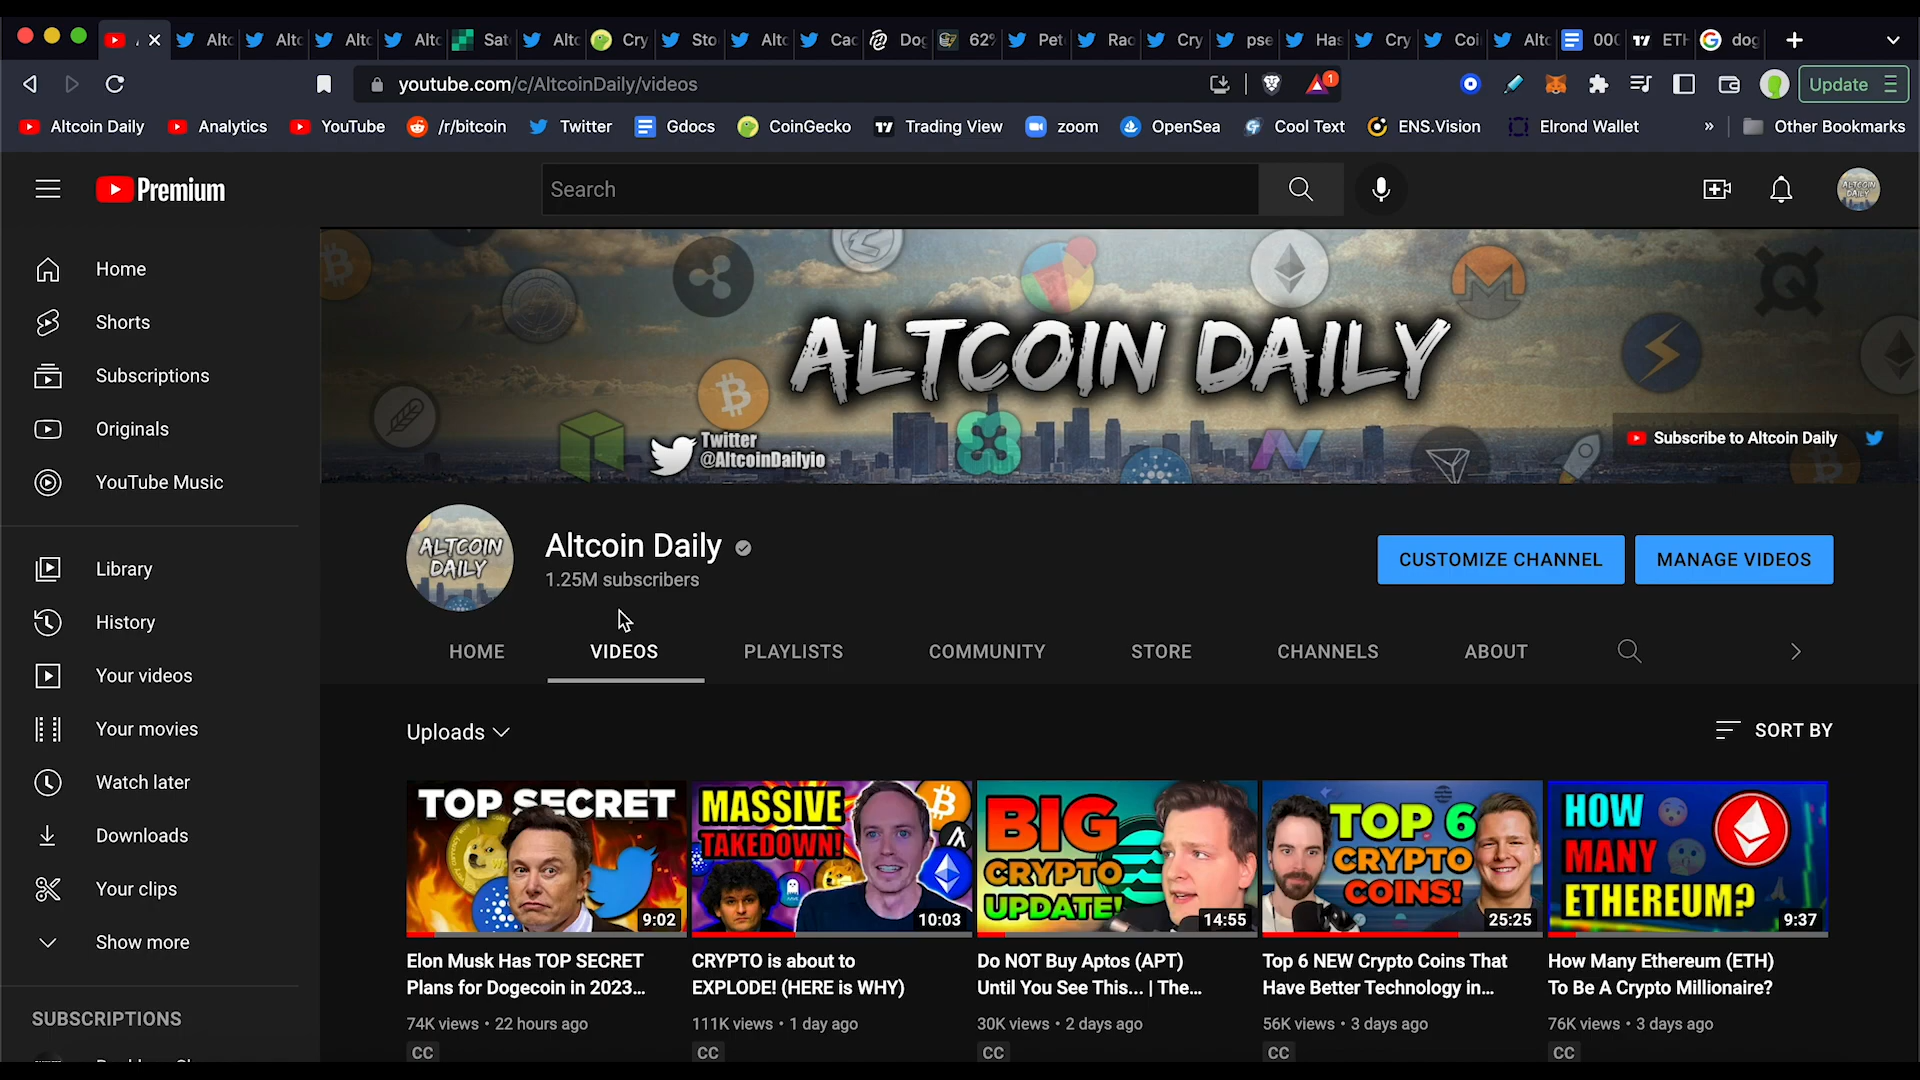 Altc
Altc
Altc
Altc
Sat
Altc
Cry
Sto
Altc
Cac
Dog
62%
Pet
Rao
Cry
pse
Has
Cry
Coi
Altc
000
ETH
dog
youtube.com/c/AltcoinDaily/videos
1
Update
Altcoin Daily
Analytics
YouTube
/r/bitcoin
Twitter
Gdocs
CoinGecko
Trading View
zoom
OpenSea
Cool Text
ENS.Vision
Elrond Wallet
»
Other Bookmarks
Premium
Search
Home
Shorts
Subscriptions
Originals
YouTube Music
Library
History
Your videos
Your movies
Watch later
Downloads
Your clips
Show more
SUBSCRIPTIONS
ALTCOIN DAILY
Twitter
@AltcoinDailyio
Subscribe to Altcoin Daily
ALTCOIN
DAILY
Altcoin Daily
1.25M subscribers
CUSTOMIZE CHANNEL
MANAGE VIDEOS
HOME
VIDEOS
PLAYLISTS
COMMUNITY
STORE
CHANNELS
ABOUT
Uploads
SORT BY
TOP SECRET
9:02
Elon Musk Has TOP SECRET
Plans for Dogecoin in 2023...
74K views • 22 hours ago
CC
MASSIVE
TAKEDOWN!
10:03
CRYPTO is about to
EXPLODE! (HERE is WHY)
111K views • 1 day ago
CC
BIG
CRYPTO
UPDATE!
14:55
Do NOT Buy Aptos (APT)
Until You See This... | The...
30K views • 2 days ago
CC
TOP 6
CRYPTO
COINS!
25:25
Top 6 NEW Crypto Coins That
Have Better Technology in...
56K views • 3 days ago
CC
HOW
MANY
ETHEREUM?
9:37
How Many Ethereum (ETH)
To Be A Crypto Millionaire?
76K views • 3 days ago
CC